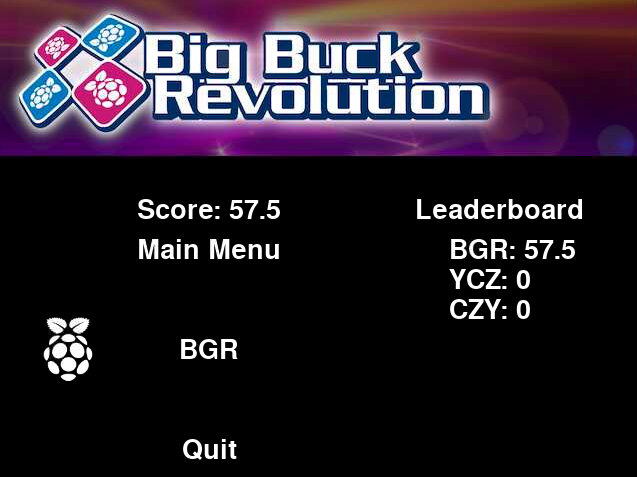 Big Buck
Revolution
Score: 57.5
Leaderboard
Main Menu
BGR: 57.5
YCZ: 0
CZY: 0
BGR
Quit